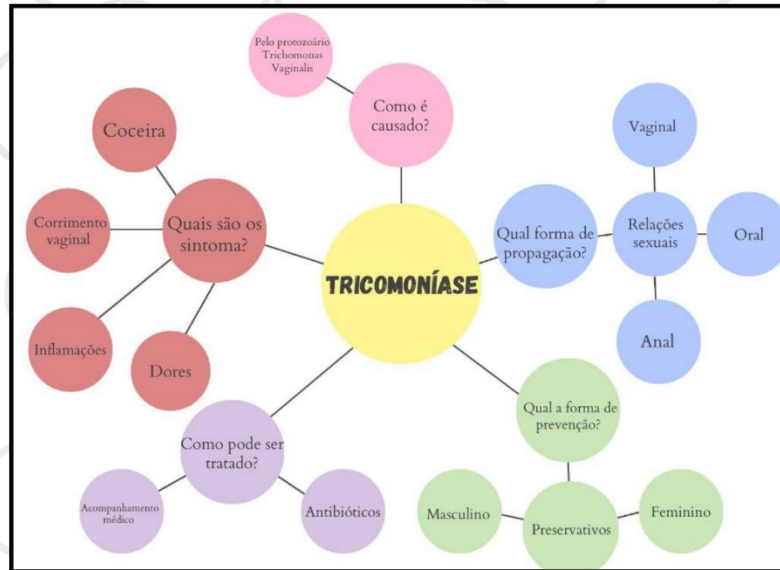 Pelo protozoário
Trichomonas
Vaginalis
Como é
causado?
Coceira
Corrimento
vaginal
Quais são os
sintoma?
Inflamações
Dores
TRICOMONÍASE
Qual forma de
propagação?
Relações
sexuais
Vaginal
Oral
Anal
Como pode ser
tratado?
Acompanhamento
médico
Antibióticos
Qual a forma de
prevenção?
Preservativos
Masculino
Feminino